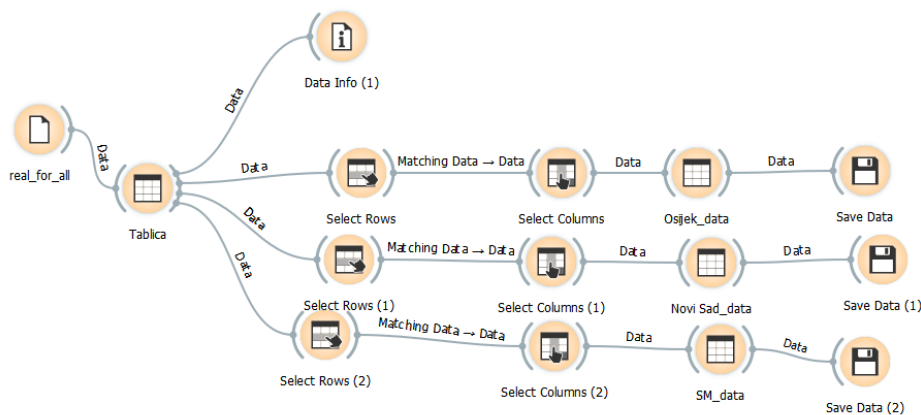 Data Info (1)
Data
real_for_all
Data
Tablica
Data
Select Rows
Matching Data → Data
Select Columns
Data
Osijek_data
Data
Save Data
Data
Select Rows (1)
Matching Data → Data
Select Columns (1)
Data
Novi Sad_data
Data
Save Data (1)
Data
Select Rows (2)
Matching Data → Data
Select Columns (2)
Data
SM_data
Data
Save Data (2)